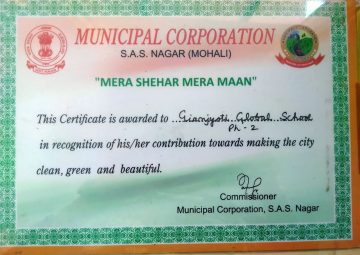 MUNICIPAL CORPORATION
S.A.S. NAGAR (MOHALI)
"MERA SHEHAR MERA MAAN"
This Certificate is awarded to ...Gianjyoti Global School
Ph-2
in recognition of his/her contribution towards making the city
clean, green and beautiful.
Commissioner
Municipal Corporation, S.A.S. Nagar